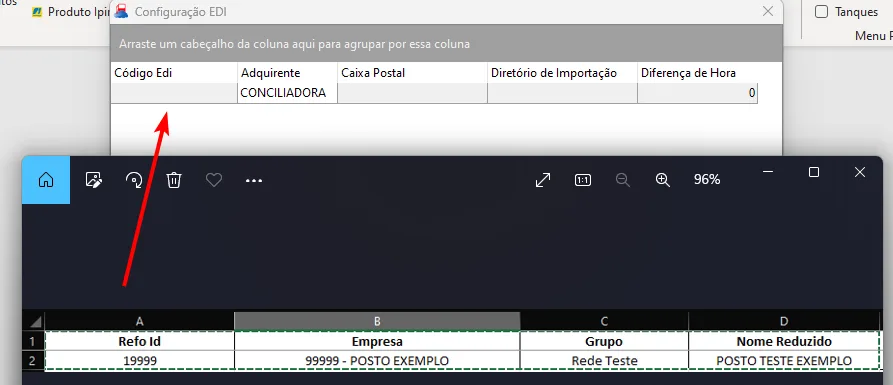 Produto Ipi
Configuração EDI
Tanques
Menu P
Arraste um cabeçalho da coluna aqui para agrupar por essa coluna
Código Edi Adquirente Caixa Postal Diretório de Importação Diferença de Hora
CONCILIADORA 0
96%
A B C D
1 Refo Id Empresa Grupo Nome Reduzido
2 19999 99999 - POSTO EXEMPLO Rede Teste POSTO TESTE EXEMPLO